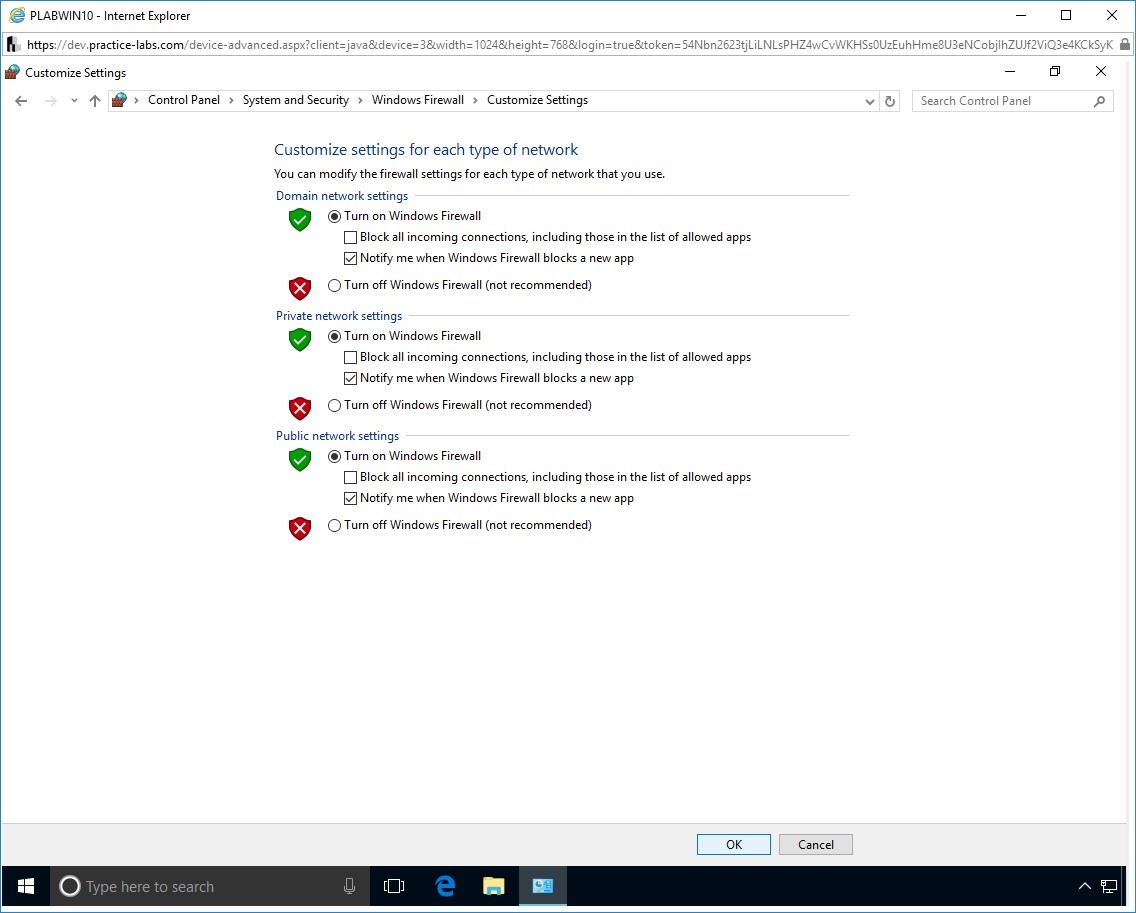 PLABWIN10 - Internet Explorer
https://dev.practice-labs.com/device-advanced.aspx?client=java&device=3&width=1024&height=768&login=true&token=54Nbn2623tjLiLNLsPHZ4wCvWKHSs0UzEuhHme8U3eNCobjIhZUJf2ViQ3e4KCkSyK
Customize Settings
Control Panel > System and Security > Windows Firewall > Customize Settings
Search Control Panel
Customize settings for each type of network
You can modify the firewall settings for each type of network that you use.
Domain network settings
Turn on Windows Firewall
Block all incoming connections, including those in the list of allowed apps
Notify me when Windows Firewall blocks a new app
Turn off Windows Firewall (not recommended)
Private network settings
Turn on Windows Firewall
Block all incoming connections, including those in the list of allowed apps
Notify me when Windows Firewall blocks a new app
Turn off Windows Firewall (not recommended)
Public network settings
Turn on Windows Firewall
Block all incoming connections, including those in the list of allowed apps
Notify me when Windows Firewall blocks a new app
Turn off Windows Firewall (not recommended)
OK
Cancel
Type here to search